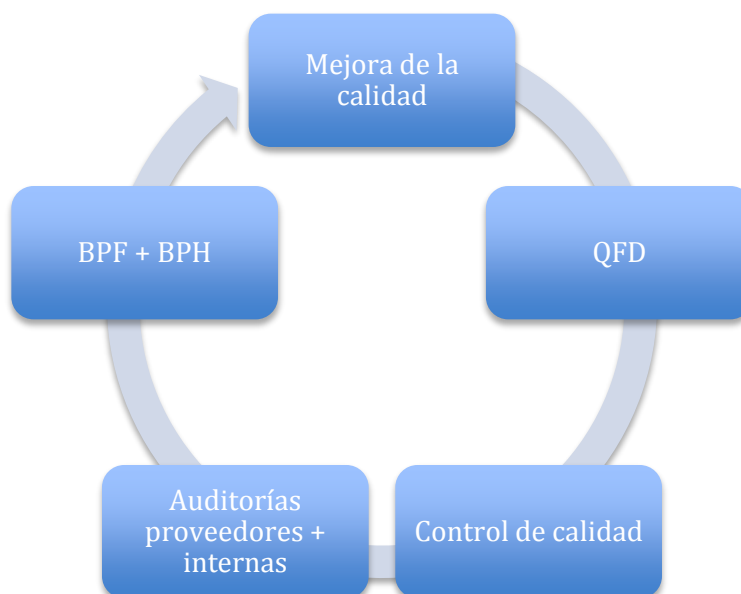 Mejora de la
calidad
QFD
Control de calidad
Auditorías
proveedores +
internas
BPF + BPH